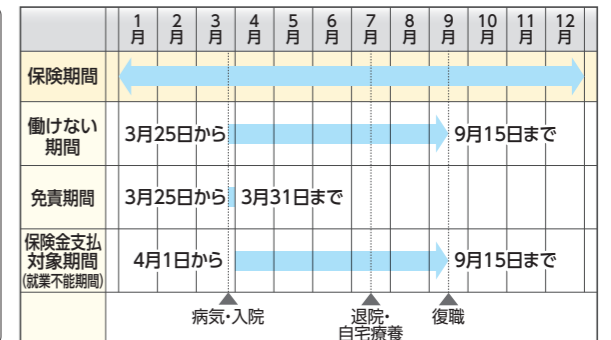 1月 2月 3月 4月 5月 6月 7月 8月 9月 10月 11月 12月
保険期間
働けない
期間
3月25日から 9月15日まで
免責期間 3月25日から 3月31日まで
保険金支払
対象期間
(就業不能期間)
4月1日から 9月15日まで
病気・入院 退院・
自宅療養 復職